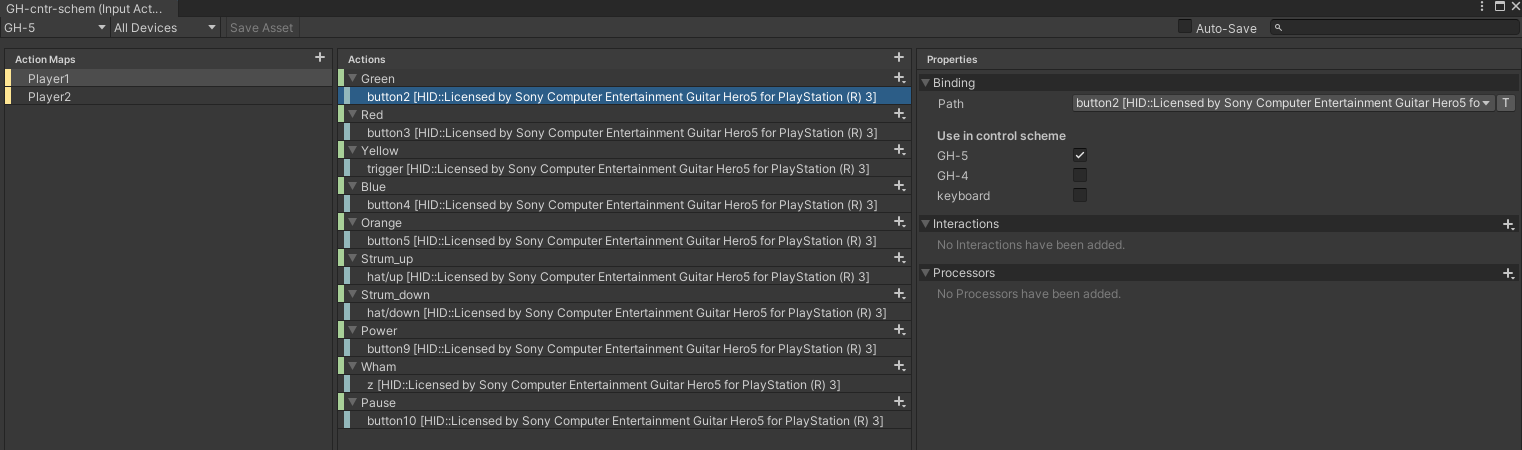 GH-cntr-schem (Input Act...
GH-5 All Devices Save Asset Auto-Save
Action Maps
Player1
Player2
Actions
Green
button2 [HID::Licensed by Sony Computer Entertainment Guitar Hero5 for PlayStation (R) 3]
Red
button3 [HID::Licensed by Sony Computer Entertainment Guitar Hero5 for PlayStation (R) 3]
Yellow
trigger [HID::Licensed by Sony Computer Entertainment Guitar Hero5 for PlayStation (R) 3]
Blue
button4 [HID::Licensed by Sony Computer Entertainment Guitar Hero5 for PlayStation (R) 3]
Orange
button5 [HID::Licensed by Sony Computer Entertainment Guitar Hero5 for PlayStation (R) 3]
Strum_up
hat/up [HID::Licensed by Sony Computer Entertainment Guitar Hero5 for PlayStation (R) 3]
Strum_down
hat/down [HID::Licensed by Sony Computer Entertainment Guitar Hero5 for PlayStation (R) 3]
Power
button9 [HID::Licensed by Sony Computer Entertainment Guitar Hero5 for PlayStation (R) 3]
Wham
z [HID::Licensed by Sony Computer Entertainment Guitar Hero5 for PlayStation (R) 3]
Pause
button10 [HID::Licensed by Sony Computer Entertainment Guitar Hero5 for PlayStation (R) 3]
Properties
Binding
Path button2 [HID::Licensed by Sony Computer Entertainment Guitar Hero5 fo T
Use in control scheme
GH-5
GH-4
keyboard
Interactions
No Interactions have been added.
Processors
No Processors have been added.